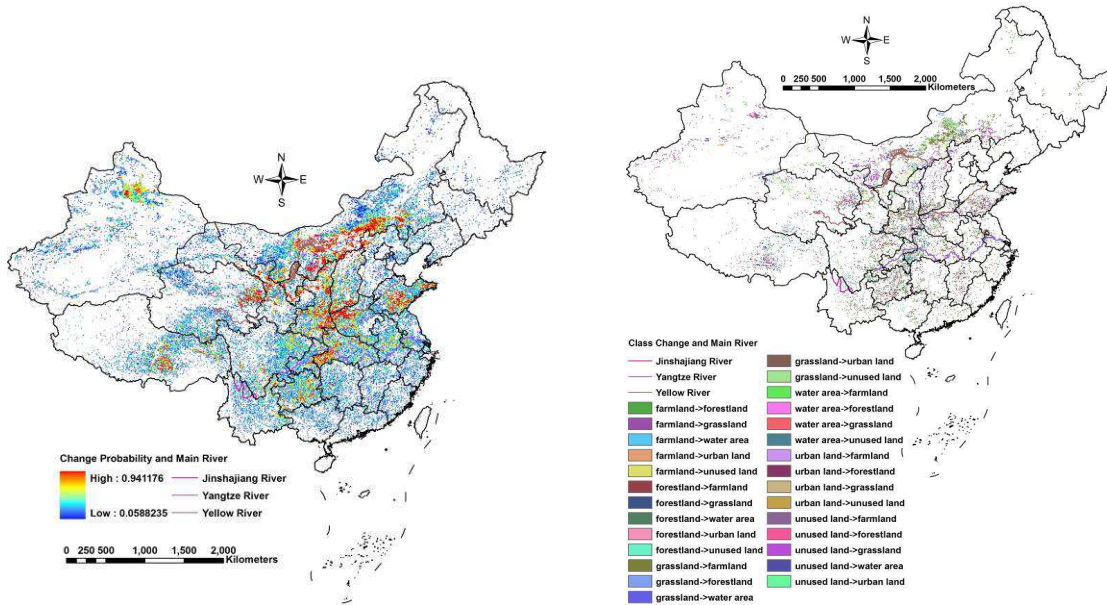 N
W E
S
Change Probability and Main River
High : 0.941176
Low : 0.0588235
Jinshajiang River
Yangtze River
Yellow River
0 250 500 1,000 1,500 2,000
Kilometers
N
W E
S
0 250 500 1,000 1,500 2,000
Kilometers
Class Change and Main River
Jinshajiang River
Yangtze River
Yellow River
farmland->forestland
farmland->grassland
farmland->water area
farmland->urban land
farmland->unused land
forestland->farmland
forestland->grassland
forestland->water area
forestland->urban land
forestland->unused land
grassland->farmland
grassland->forestland
grassland->water area
grassland->urban land
grassland->unused land
water area->farmland
water area->forestland
water area->grassland
water area->unused land
urban land->farmland
urban land->forestland
urban land->grassland
urban land->unused land
unused land->farmland
unused land->forestland
unused land->grassland
unused land->water area
unused land->urban land